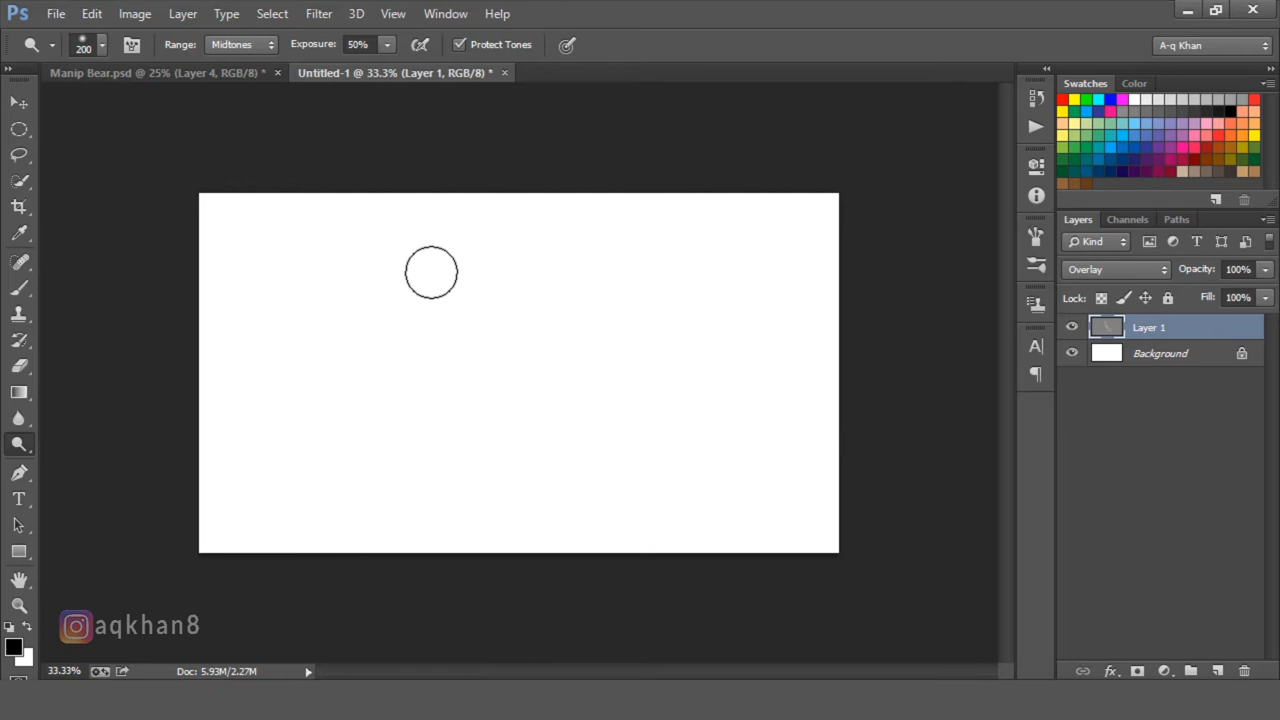 Ps File Edit Image Layer Type Select Filter 3D View Window Help
200 Range: Midtones Exposure: 50% Protect Tones A-q Khan
Manip Bear.psd @ 25% (Layer 4, RGB/8) * Untitled-1 @ 33.3% (Layer 1, RGB/8) *
Swatches Color
Layers Channels Paths
Kind
Overlay Opacity: 100%
Lock: Fill: 100%
Layer 1
Background
aqkhan8
33.33% Doc: 5.93M/2.27M